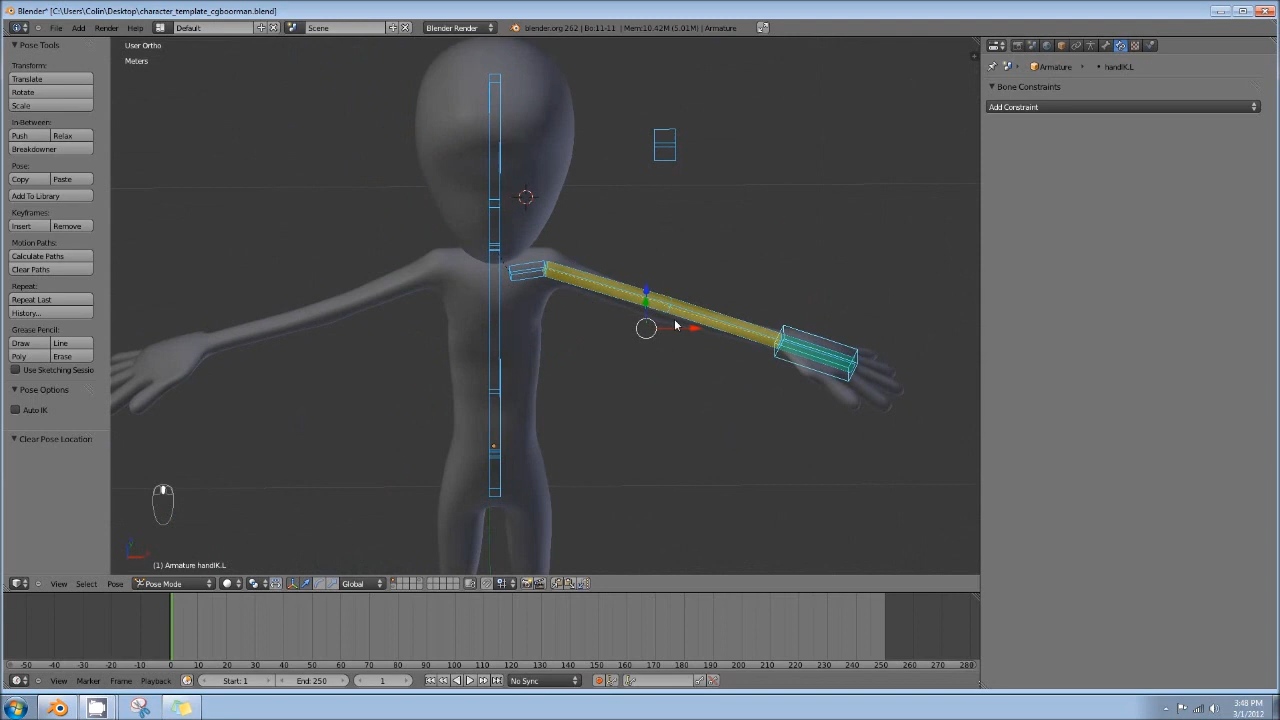 Blender* [C:\Users\Colin\Desktop\character_template_cgboorman.blend]
File Add Render Help Default Scene Blender Render blender.org 262 | Bo:11-11 | Mem:10.42M (5.01M) | Armature
Pose Tools
Transform:
Translate
Rotate
Scale
In-Between:
Push Relax
Breakdowner
Pose:
Copy Paste
Add To Library
Keyframes:
Insert Remove
Motion Paths:
Calculate Paths
Clear Paths
Repeat:
Repeat Last
History...
Grease Pencil:
Draw Line
Poly Erase
Use Sketching Sessio
Pose Options
Auto IK
Clear Pose Location
User Ortho
Meters
(1) Armature handIK.L
Armature handIK.L
Bone Constraints
Add Constraint
View Select Pose Pose Mode Global
-50 -40 -30 -20 -10 0 10 20 30 40 50 60 70 80 90 100 110 120 130 140 150 160 170 180 190 200 210 220 230 240 250 260 270 280
View Marker Frame Playback Start: 1 End: 250 1 No Sync
3:48 PM
3/1/2012